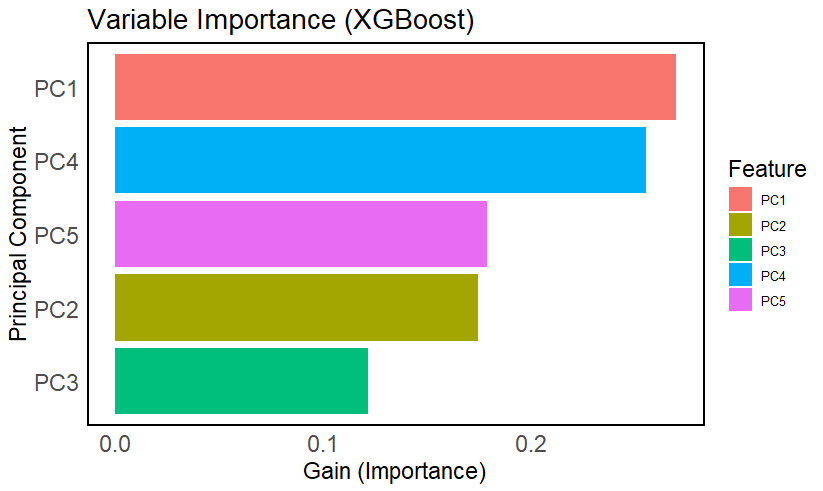 Variable Importance (XGBoost)
Principal Component
PC1
PC4
PC5
PC2
PC3
0.0
0.1
0.2
Gain (Importance)
Feature
PC1
PC2
PC3
PC4
PC5